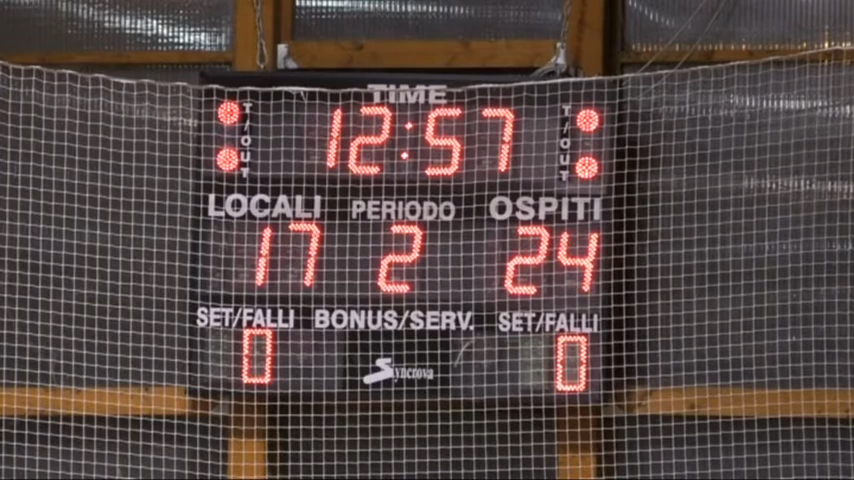 TIME
T/OUT 12:57 T/OUT
LOCALI PERIODO OSPITI
17 2 24
SET/FALLI BONUS/SERV. SET/FALLI
0 Syncrova 0